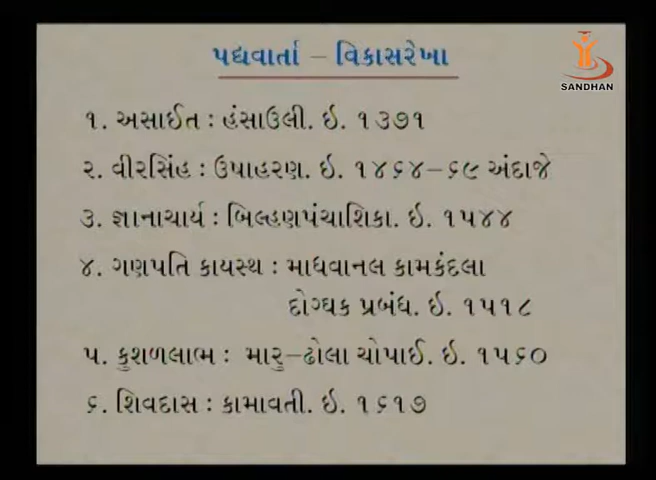 પદ્યવાર્તા – વિકાસરેખા
SANDHAN
૧. અસાઈત : હંસાઉલી. ઇ. ૧૩૭૧
૨. વીરસિંહ : ઉષાહરણ. ઇ. ૧૪૬૪–૬૯ અંદાજે
૩. જ્ઞાનાચાર્ય : બિલ્હણપંચાશિકા. ઇ. ૧૫૪૪
૪. ગણપતિ કાયસ્થ : માધવાનલ કામકંદલા
દોગ્ધક પ્રબંધ. ઇ. ૧૫૧૮
૫. કુશળલાભ : મારુ–ઢોલા ચોપાઈ. ઇ. ૧૫૬૦
૬. શિવદાસ : કામાવતી. ઇ. ૧૬૧૭